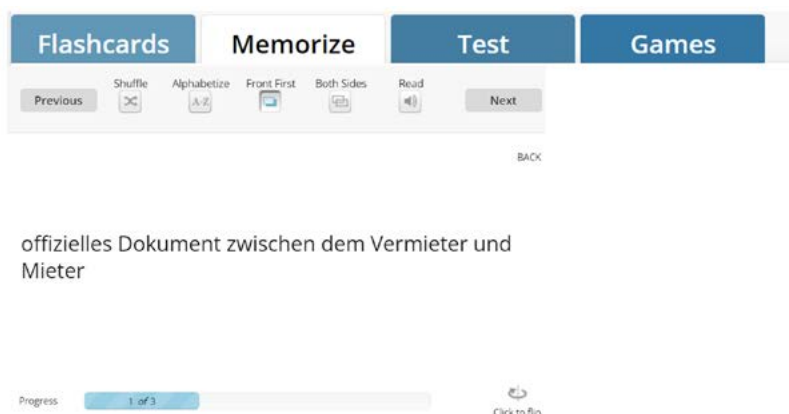 Flashcards Memorize Test Games
Shuffle Alphabetize Front First Both Sides Read
Previous A-Z Next
BACK
offizielles Dokument zwischen dem Vermieter und
Mieter
Progress 1 of 3
Click to flip